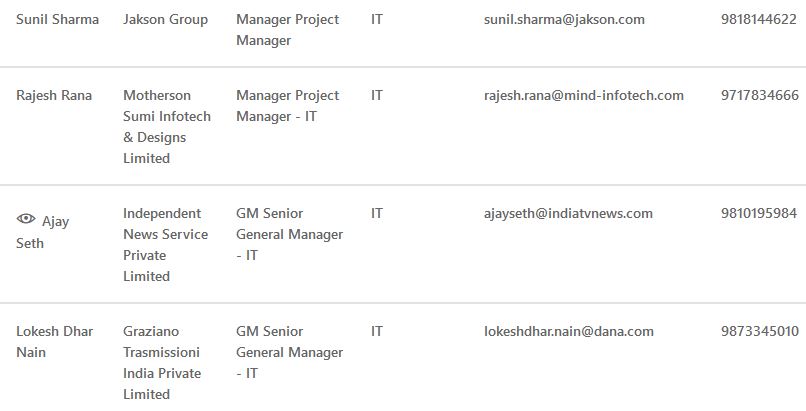 Sunil Sharma Jakson Group Manager Project IT sunil.sharma@jakson.com 9818144622
Manager
Rajesh Rana Motherson Manager Project IT rajesh.rana@mind-infotech.com 9717834666
Sumi Infotech Manager - IT
& Designs
Limited
Ajay Independent GM Senior IT ajayseth@indiatvnews.com 9810195984
Seth News Service General Manager
Private - IT
Limited
Lokesh Dhar Graziano GM Senior IT lokeshdhar.nain@dana.com 9873345010
Nain Trasmissioni General Manager
India Private - IT
Limited